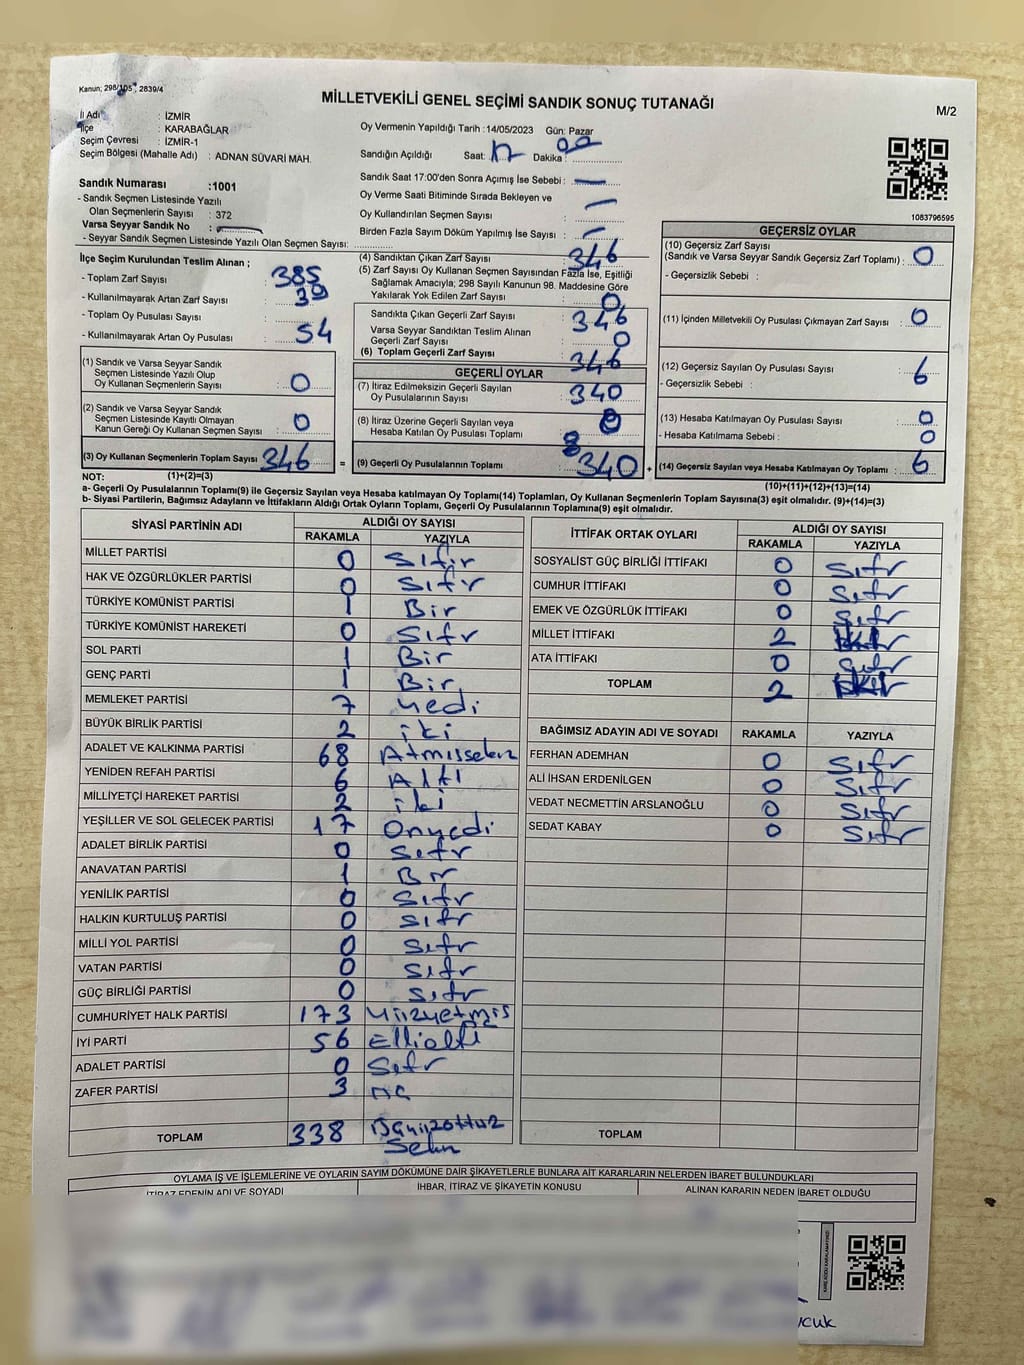 Kanun; 298/105, 2839/4
MİLLETVEKİLİ GENEL SEÇİMİ SANDIK SONUÇ TUTANAĞI
M/2
İl Adı : İZMİR
İlçe : KARABAĞLAR
Seçim Çevresi : İZMİR-1
Seçim Bölgesi (Mahalle Adı) : ADNAN SÜVARİ MAH.
Sandık Numarası :1001
- Sandık Seçmen Listesinde Yazılı
Olan Seçmenlerin Sayısı : 372
Varsa Seyyar Sandık No :
- Seyyar Sandık Seçmen Listesinde Yazılı Olan Seçmen Sayısı:
Oy Vermenin Yapıldığı Tarih :14/05/2023 Gün: Pazar
Sandığın Açıldığı Saat: 17 Dakika : 00
Sandık Saat 17:00'den Sonra Açımış İse Sebebi : —
Oy Verme Saati Bitiminde Sırada Bekleyen ve
Oy Kullandırılan Seçmen Sayısı : —
Birden Fazla Sayım Döküm Yapılmış İse Sayısı : —
1083796595
İlçe Seçim Kurulundan Teslim Alınan ;
- Toplam Zarf Sayısı : 385
- Kullanılmayarak Artan Zarf Sayısı : 39
- Toplam Oy Pusulası Sayısı :
- Kullanılmayarak Artan Oy Pusulası : 54
(1) Sandık ve Varsa Seyyar Sandık
Seçmen Listesinde Yazılı Olup
Oy Kullanan Seçmenlerin Sayısı : 0
(2) Sandık ve Varsa Seyyar Sandık
Seçmen Listesinde Kayıtlı Olmayan
Kanun Gereği Oy Kullanan Seçmen Sayısı : 0
(3) Oy Kullanan Seçmenlerin Toplam Sayısı : 346
(1)+(2)=(3)
(4) Sandıktan Çıkan Zarf Sayısı : 346
(5) Zarf Sayısı Oy Kullanan Seçmen Sayısından Fazla İse, Eşitliği
Sağlamak Amacıyla; 298 Sayılı Kanunun 98. Maddesine Göre
Yakılarak Yok Edilen Zarf Sayısı : 0
Sandıkta Çıkan Geçerli Zarf Sayısı : 346
Varsa Seyyar Sandıktan Teslim Alınan
Geçerli Zarf Sayısı : 0
(6) Toplam Geçerli Zarf Sayısı : 346
GEÇERLİ OYLAR
(7) İtiraz Edilmeksizin Geçerli Sayılan
Oy Pusulalarının Sayısı : 340
(8) İtiraz Üzerine Geçerli Sayılan veya
Hesaba Katılan Oy Pusulası Toplamı : 0
= (9) Geçerli Oy Pusulalarının Toplamı : 340 +
GEÇERSİZ OYLAR
(10) Geçersiz Zarf Sayısı
(Sandık ve Varsa Seyyar Sandık Geçersiz Zarf Toplamı) : 0
- Geçersizlik Sebebi :
(11) İçinden Milletvekili Oy Pusulası Çıkmayan Zarf Sayısı : 0
(12) Geçersiz Sayılan Oy Pusulası Sayısı : 6
- Geçersizlik Sebebi :
(13) Hesaba Katılmayan Oy Pusulası Sayısı : 0
- Hesaba Katılmama Sebebi : 0
(14) Geçersiz Sayılan veya Hesaba Katılmayan Oy Toplamı : 6
(10)+(11)+(12)+(13)=(14)
NOT:
a- Geçerli Oy Pusulalarının Toplamı(9) ile Geçersiz Sayılan veya Hesaba katılmayan Oy Toplamı(14) Toplamları, Oy Kullanan Seçmenlerin Toplam Sayısına(3) eşit olmalıdır. (9)+(14)=(3)
b- Siyasi Partilerin, Bağımsız Adayların ve İttifakların Aldığı Ortak Oyların Toplamı, Geçerli Oy Pusulalarının Toplamına(9) eşit olmalıdır.
SİYASİ PARTİNİN ADI ALDIĞI OY SAYISI
RAKAMLA YAZIYLA
MİLLET PARTİSİ 0 Sıfır
HAK VE ÖZGÜRLÜKLER PARTİSİ 0 Sıfır
TÜRKİYE KOMÜNİST PARTİSİ 1 Bir
TÜRKİYE KOMÜNİST HAREKETİ 0 Sıfr
SOL PARTİ 1 Bir
GENÇ PARTİ 1 Bir
MEMLEKET PARTİSİ 7 Yedi
BÜYÜK BİRLİK PARTİSİ 2 iki
ADALET VE KALKINMA PARTİSİ 68 Atmıssekız
YENİDEN REFAH PARTİSİ 6 Altı
MİLLİYETÇİ HAREKET PARTİSİ 2 iki
YEŞİLLER VE SOL GELECEK PARTİSİ 17 Onyedi
ADALET BİRLİK PARTİSİ 0 Sıfr
ANAVATAN PARTİSİ 1 Bir
YENİLİK PARTİSİ 0 Sıfr
HALKIN KURTULUŞ PARTİSİ 0 Sıfr
MİLLİ YOL PARTİSİ 0 Sıfr
VATAN PARTİSİ 0 Sıfr
GÜÇ BİRLİĞİ PARTİSİ 0 Sıfr
CUMHURİYET HALK PARTİSİ 173 Yüzyetmiş
İYİ PARTİ 56 Ellialtı
ADALET PARTİSİ 0 Sıfr
ZAFER PARTİSİ 3
TOPLAM 338
İTTİFAK ORTAK OYLARI ALDIĞI OY SAYISI
RAKAMLA YAZIYLA
SOSYALİST GÜÇ BİRLİĞİ İTTİFAKI 0 Sıfr
CUMHUR İTTİFAKI 0 Sıfr
EMEK VE ÖZGÜRLÜK İTTİFAKI 0 Sıfr
MİLLET İTTİFAKI 2
ATA İTTİFAKI 0 Sıfr
TOPLAM 2
BAĞIMSIZ ADAYIN ADI VE SOYADI RAKAMLA YAZIYLA
FERHAN ADEMHAN 0 Sıfr
ALİ İHSAN ERDENİLGEN 0 Sıfr
VEDAT NECMETTİN ARSLANOĞLU 0 Sıfr
SEDAT KABAY 0 Sıfr
TOPLAM
OYLAMA İŞ VE İŞLEMLERİNE VE OYLARIN SAYIM DÖKÜMÜNE DAİR ŞİKAYETLERLE BUNLARA AİT KARARLARIN NELERDEN İBARET BULUNDUKLARI
İTİRAZ EDENİN ADI VE SOYADI İHBAR, İTİRAZ VE ŞİKAYETİN KONUSU ALINAN KARARIN NEDEN İBARET OLDUĞU